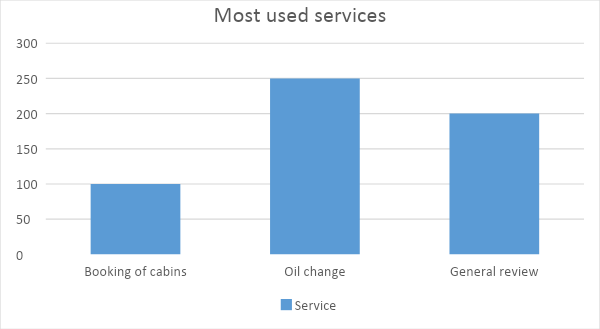 Most used services
300
250
200
150
100
50
0
Booking of cabins Oil change General review
Service